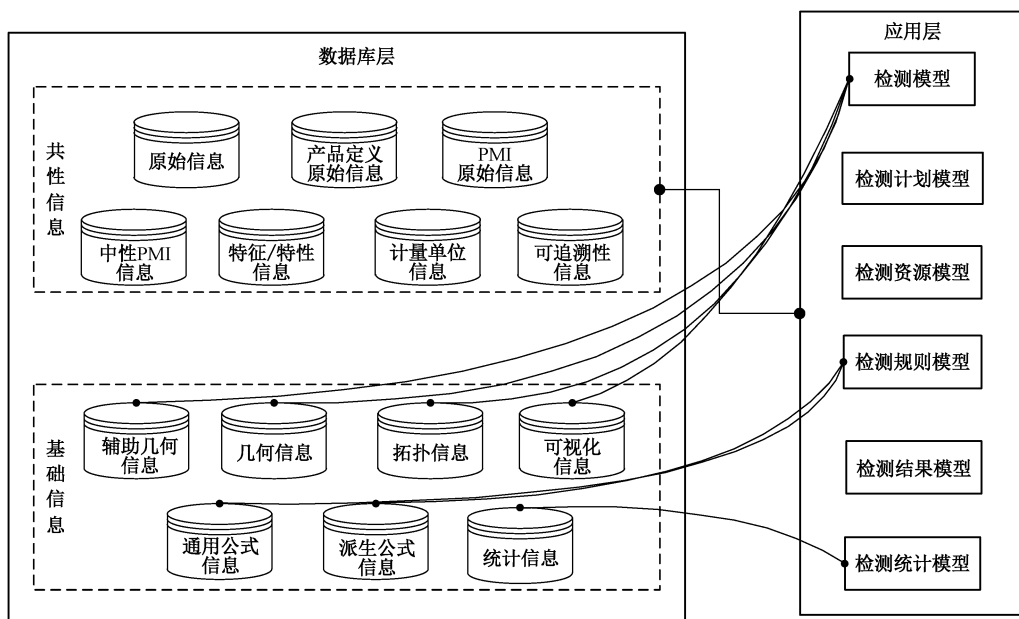 数据库层
共性信息
原始信息
产品定义
原始信息
PMI
原始信息
中性PMI
信息
特征/特性
信息
计量单位
信息
可追溯性
信息
基础信息
辅助几何
信息
几何信息
拓扑信息
可视化
信息
通用公式
信息
派生公式
信息
统计信息
应用层
检测模型
检测计划模型
检测资源模型
检测规则模型
检测结果模型
检测统计模型